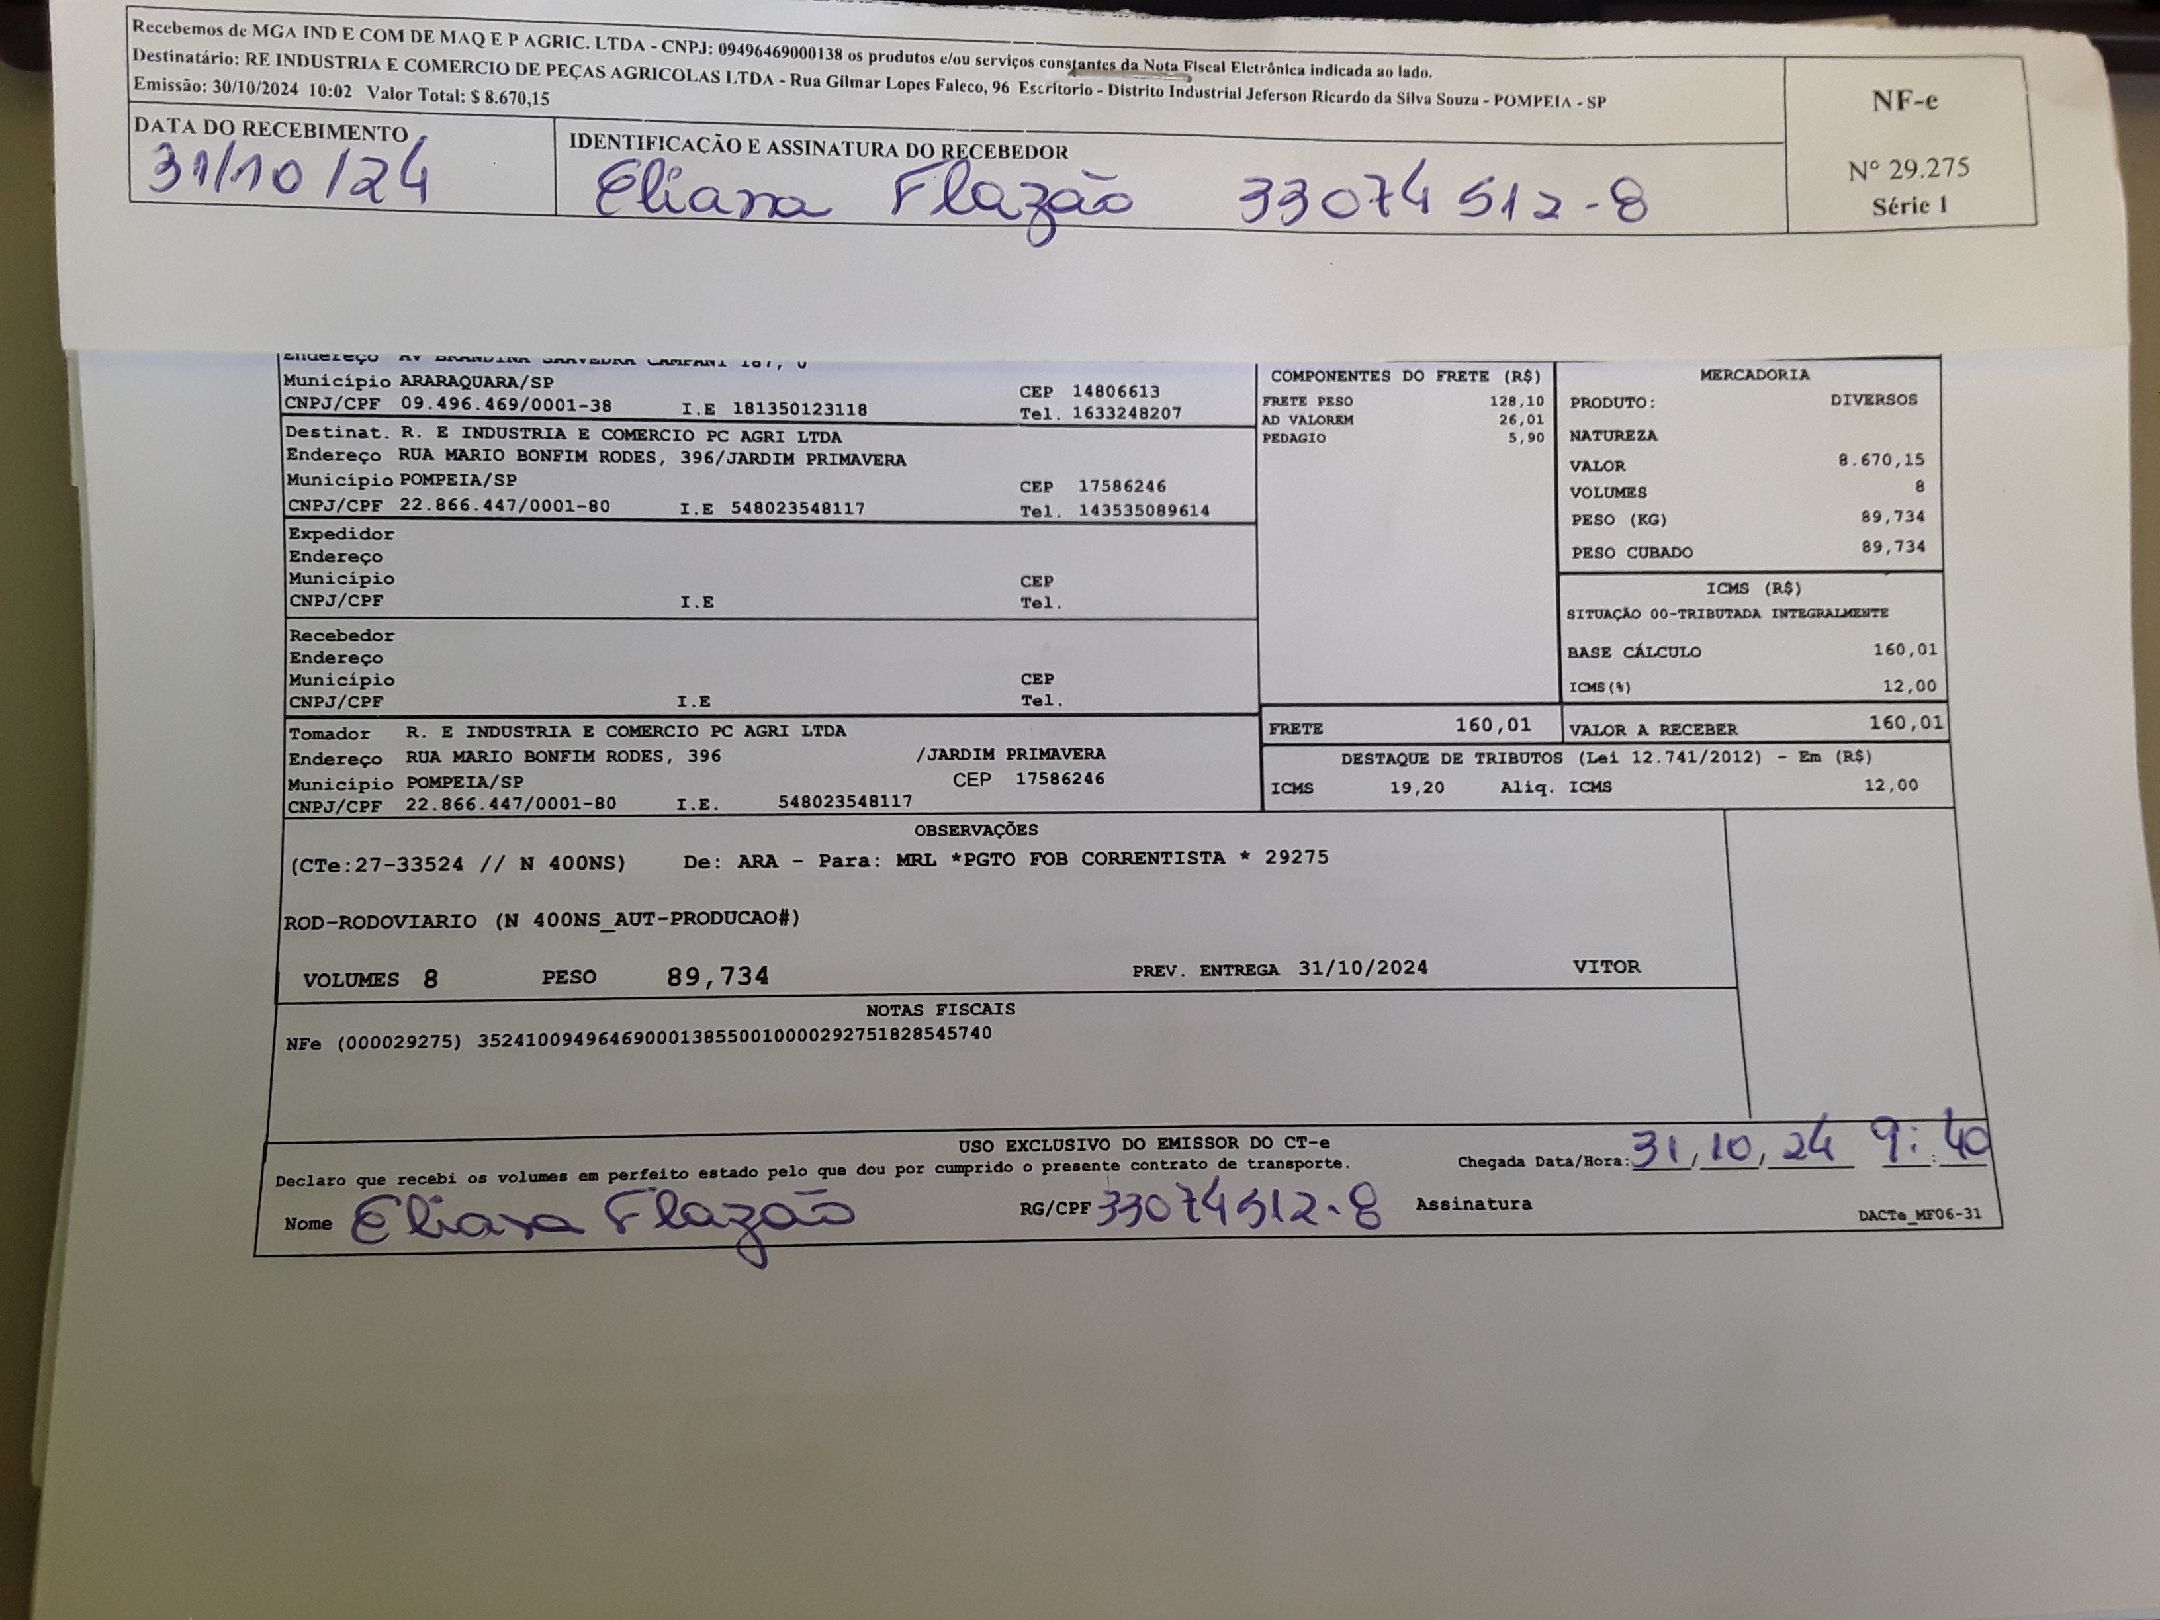 Recebemos de MGA IND E COM DE MAQ E P AGRIC. LTDA - CNPJ: 09496469000138 os produtos e/ou serviços constantes da Nota Fiscal Eletrônica indicada ao lado.
Destinatário: RE INDUSTRIA E COMERCIO DE PEÇAS AGRICOLAS LTDA - Rua Gilmar Lopes Faleco, 96 Escritorio - Distrito Industrial Jeferson Ricardo da Silva Souza - POMPEIA - SP
Emissão: 30/10/2024 10:02 Valor Total: $ 8.670,15
NF-e
Nº 29.275
Série 1
DATA DO RECEBIMENTO
31/10/24
IDENTIFICAÇÃO E ASSINATURA DO RECEBEDOR
Eliana Flazão 33074512-8
Endereço AV BRANDINA SAAVEDRA CAMPANI 187, 0
Município ARARAQUARA/SP CEP 14806613
CNPJ/CPF 09.496.469/0001-38 I.E 181350123118 Tel. 1633248207
Destinat. R. E INDUSTRIA E COMERCIO PC AGRI LTDA
Endereço RUA MARIO BONFIM RODES, 396/JARDIM PRIMAVERA
Município POMPEIA/SP CEP 17586246
CNPJ/CPF 22.866.447/0001-80 I.E 548023548117 Tel. 143535089614
Expedidor
Endereço
Município CEP
CNPJ/CPF I.E Tel.
Recebedor
Endereço
Município CEP
CNPJ/CPF I.E Tel.
Tomador R. E INDUSTRIA E COMERCIO PC AGRI LTDA
Endereço RUA MARIO BONFIM RODES, 396 /JARDIM PRIMAVERA
Município POMPEIA/SP CEP 17586246
CNPJ/CPF 22.866.447/0001-80 I.E. 548023548117
COMPONENTES DO FRETE (R$)
FRETE PESO 128,10
AD VALOREM 26,01
PEDAGIO 5,90
MERCADORIA
PRODUTO: DIVERSOS
NATUREZA
VALOR 8.670,15
VOLUMES 8
PESO (KG) 89,734
PESO CUBADO 89,734
ICMS (R$)
SITUAÇÃO 00-TRIBUTADA INTEGRALMENTE
BASE CÁLCULO 160,01
ICMS(%) 12,00
FRETE 160,01 VALOR A RECEBER 160,01
DESTAQUE DE TRIBUTOS (Lei 12.741/2012) - Em (R$)
ICMS 19,20 Aliq. ICMS 12,00
OBSERVAÇÕES
(CTe:27-33524 // N 400NS) De: ARA - Para: MRL *PGTO FOB CORRENTISTA * 29275
ROD-RODOVIARIO (N 400NS_AUT-PRODUCAO#)
VOLUMES 8 PESO 89,734 PREV. ENTREGA 31/10/2024 VITOR
NOTAS FISCAIS
NFe (000029275) 35241009496469000138550010000292751828545740
USO EXCLUSIVO DO EMISSOR DO CT-e
Declaro que recebi os volumes em perfeito estado pelo que dou por cumprido o presente contrato de transporte. Chegada Data/Hora: 31/10/24 9:40
Nome Eliana Flazão RG/CPF 33074512-8 Assinatura
DACTe_MF06-31